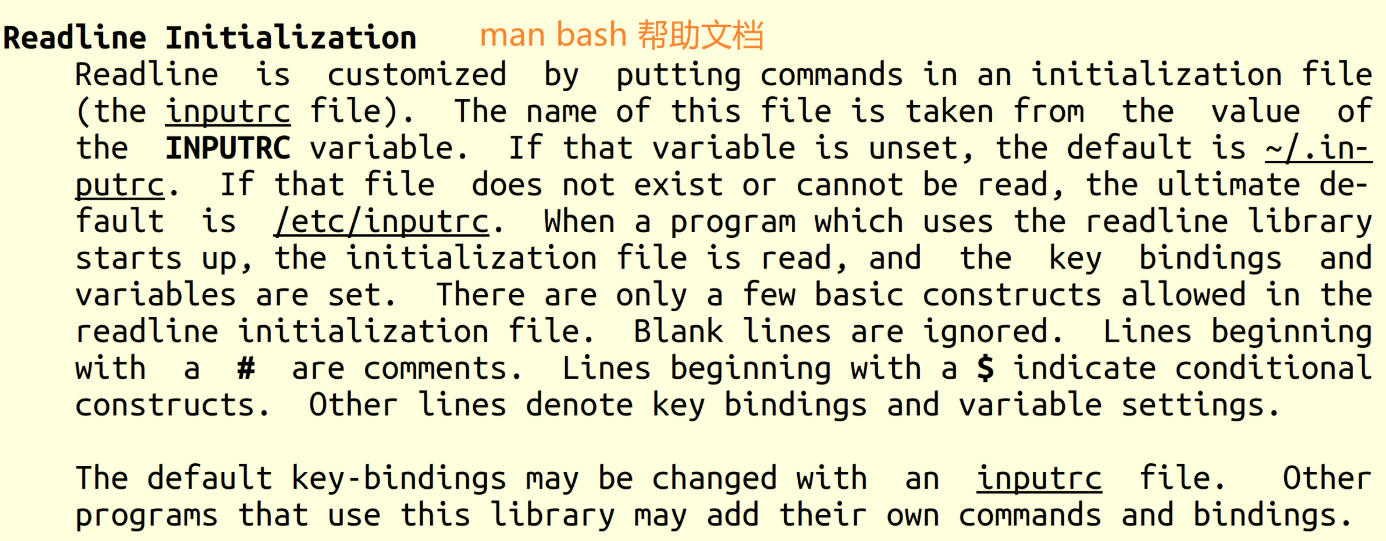 Readline Initialization man bash 帮助文档
Readline is customized by putting commands in an initialization file
(the inputrc file). The name of this file is taken from the value of
the INPUTRC variable. If that variable is unset, the default is ~/.in-
putrc. If that file does not exist or cannot be read, the ultimate de-
fault is /etc/inputrc. When a program which uses the readline library
starts up, the initialization file is read, and the key bindings and
variables are set. There are only a few basic constructs allowed in the
readline initialization file. Blank lines are ignored. Lines beginning
with a # are comments. Lines beginning with a $ indicate conditional
constructs. Other lines denote key bindings and variable settings.
The default key-bindings may be changed with an inputrc file. Other
programs that use this library may add their own commands and bindings.